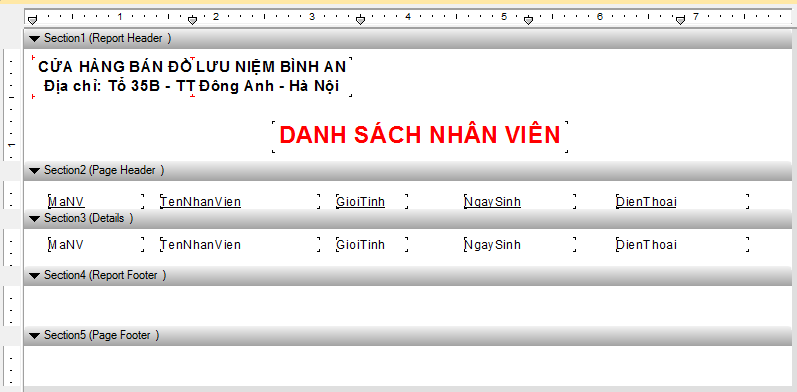 1 2 3 4 5 6 7
Section1 (Report Header )
CỬA HÀNG BÁN ĐỒ LƯU NIỆM BÌNH AN
Địa chỉ: Tổ 35B - TT Đông Anh - Hà Nội
1
DANH SÁCH NHÂN VIÊN
Section2 (Page Header )
MaNV TenNhanVien GioiTinh NgaySinh DienThoai
Section3 (Details )
MaNV TenNhanVien GioiTinh NgaySinh DienThoai
Section4 (Report Footer )
Section5 (Page Footer )